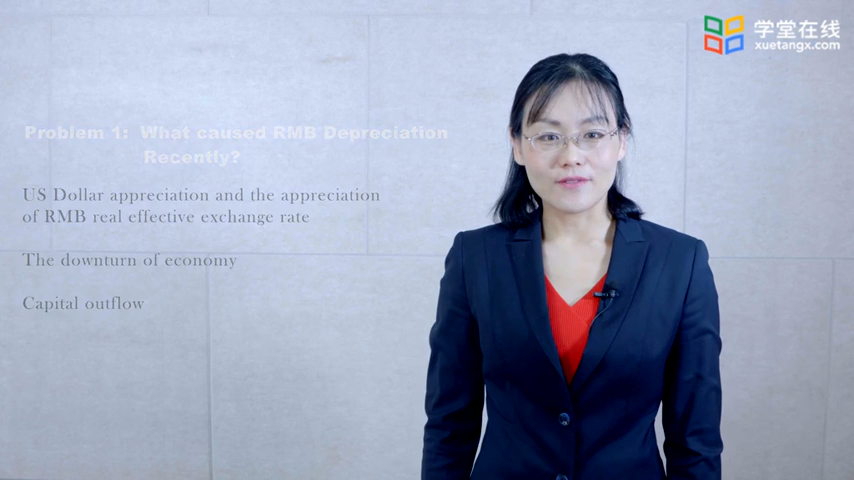 学堂在线
xuetangx.com
Problem 1: What caused RMB Depreciation
Recently?
US Dollar appreciation and the appreciation
of RMB real effective exchange rate
The downturn of economy
Capital outflow